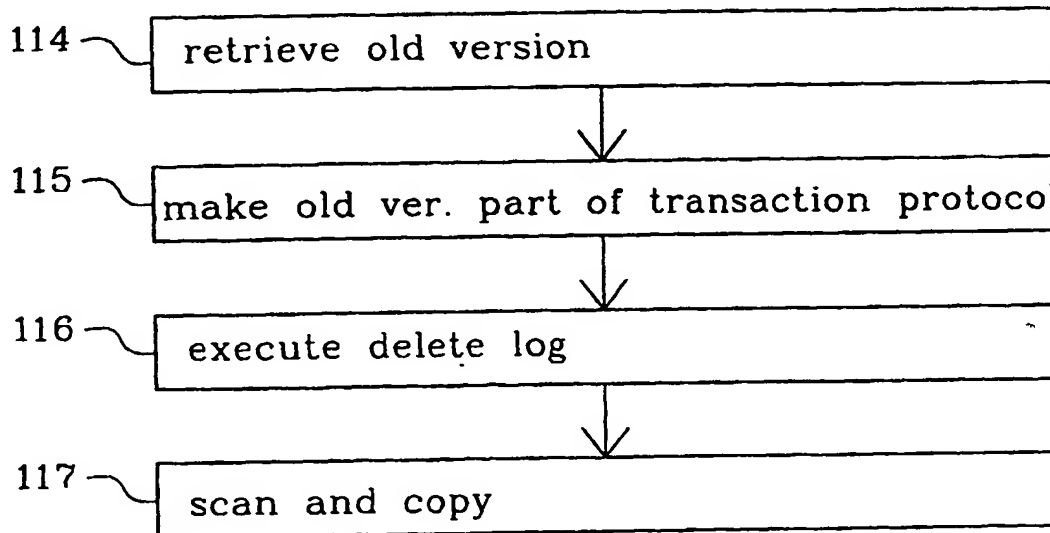 114 retrieve old version
115 make old ver. part of transaction protoco
116 execute delete log
117 scan and copy